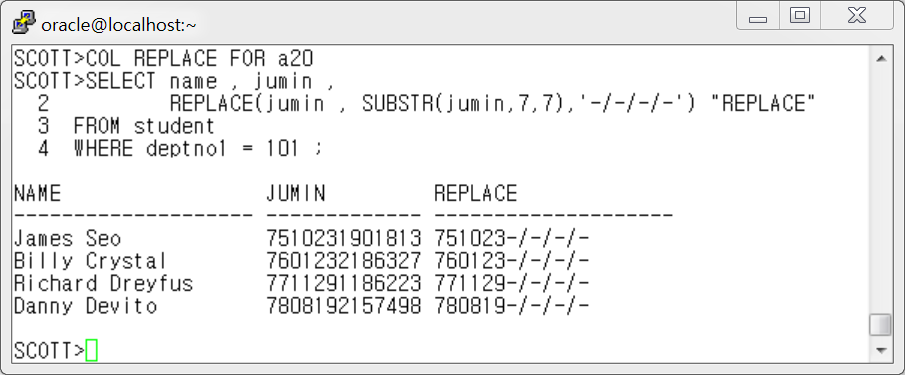 oracle@localhost:~
SCOTT>COL REPLACE FOR a20
SCOTT>SELECT name , jumin ,
  2          REPLACE(jumin , SUBSTR(jumin,7,7),'-/-/-/-') "REPLACE"
  3  FROM student
  4  WHERE deptno1 = 101 ;
NAME                 JUMIN         REPLACE
-------------------- ------------- --------------------
James Seo            7510231901813 751023-/-/-/-
Billy Crystal        7601232186327 760123-/-/-/-
Richard Dreyfus      7711291186223 771129-/-/-/-
Danny Devito         7808192157498 780819-/-/-/-
SCOTT>